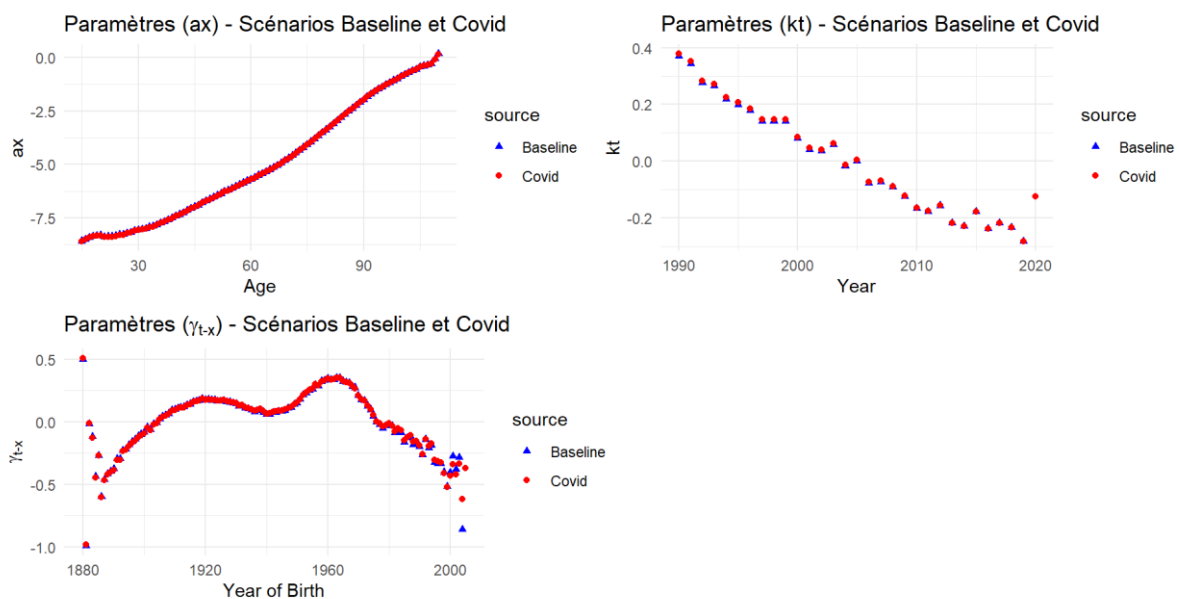 Paramètres (ax) - Scénarios Baseline et Covid
0.0
-2.5
-5.0
-7.5
ax
30
60
90
Age
source
Baseline
Covid
Paramètres (kt) - Scénarios Baseline et Covid
0.4
0.2
0.0
-0.2
kt
1990
2000
2010
2020
Year
source
Baseline
Covid
Paramètres (γt-x) - Scénarios Baseline et Covid
0.5
0.0
-0.5
-1.0
γt-x
1880
1920
1960
2000
Year of Birth
source
Baseline
Covid